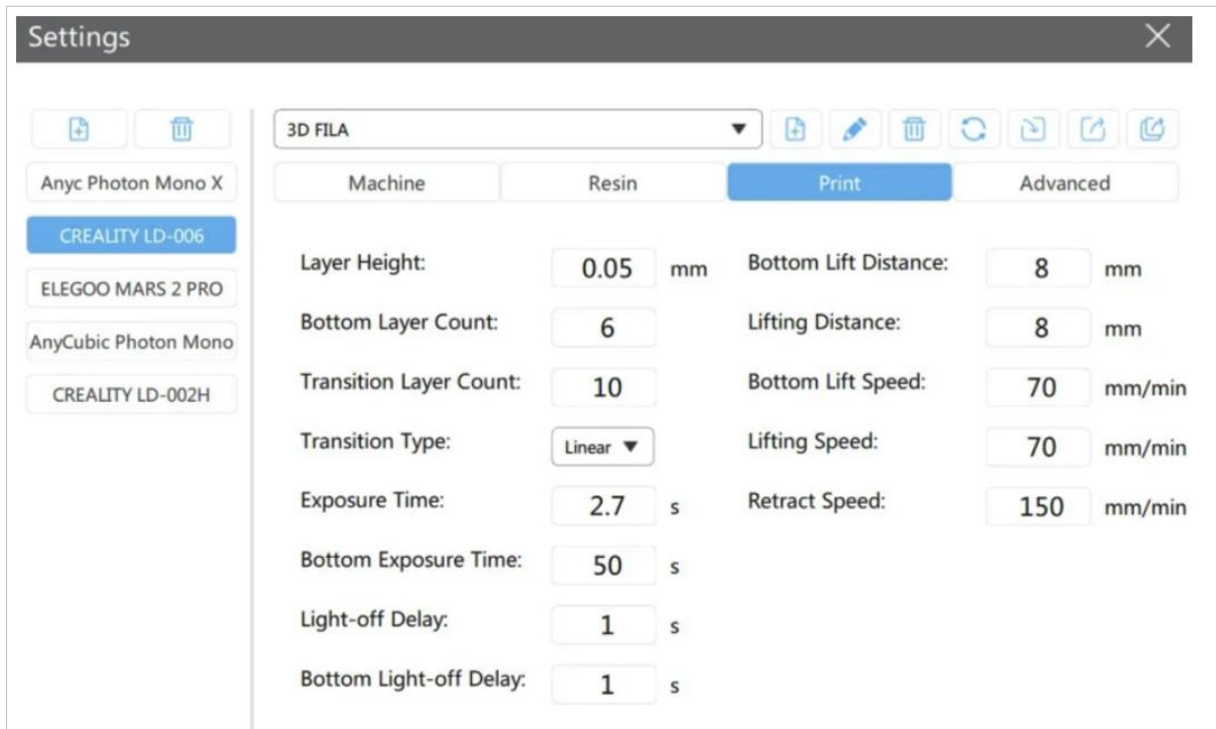 Settings
3D FILA
Machine Resin Print Advanced
Anyc Photon Mono X
CREALITY LD-006
ELEGOO MARS 2 PRO
AnyCubic Photon Mono
CREALITY LD-002H
Layer Height: 0.05 mm
Bottom Layer Count: 6
Transition Layer Count: 10
Transition Type: Linear
Exposure Time: 2.7 s
Bottom Exposure Time: 50 s
Light-off Delay: 1 s
Bottom Light-off Delay: 1 s
Bottom Lift Distance: 8 mm
Lifting Distance: 8 mm
Bottom Lift Speed: 70 mm/min
Lifting Speed: 70 mm/min
Retract Speed: 150 mm/min